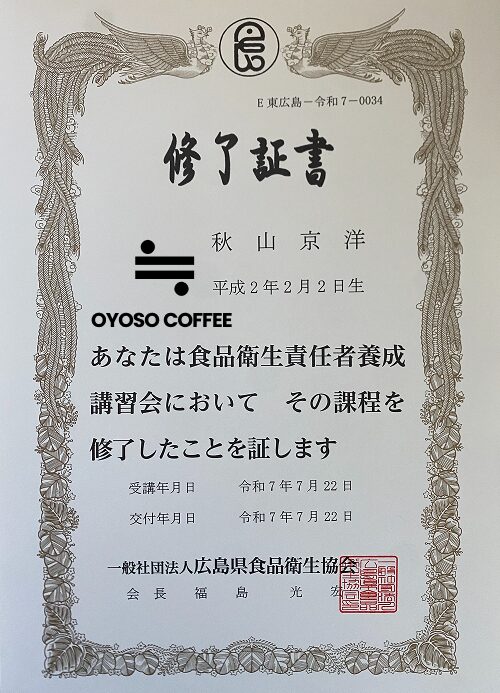 E東広島－令和7－0034
修了証書
秋山京洋
平成2年2月2日生
OYOSO COFFEE
あなたは食品衛生責任者養成
講習会において　その課程を
修了したことを証します
受講年月日　令和7年7月22日
交付年月日　令和7年7月22日
一般社団法人広島県食品衛生協会
会長　福島　光宏